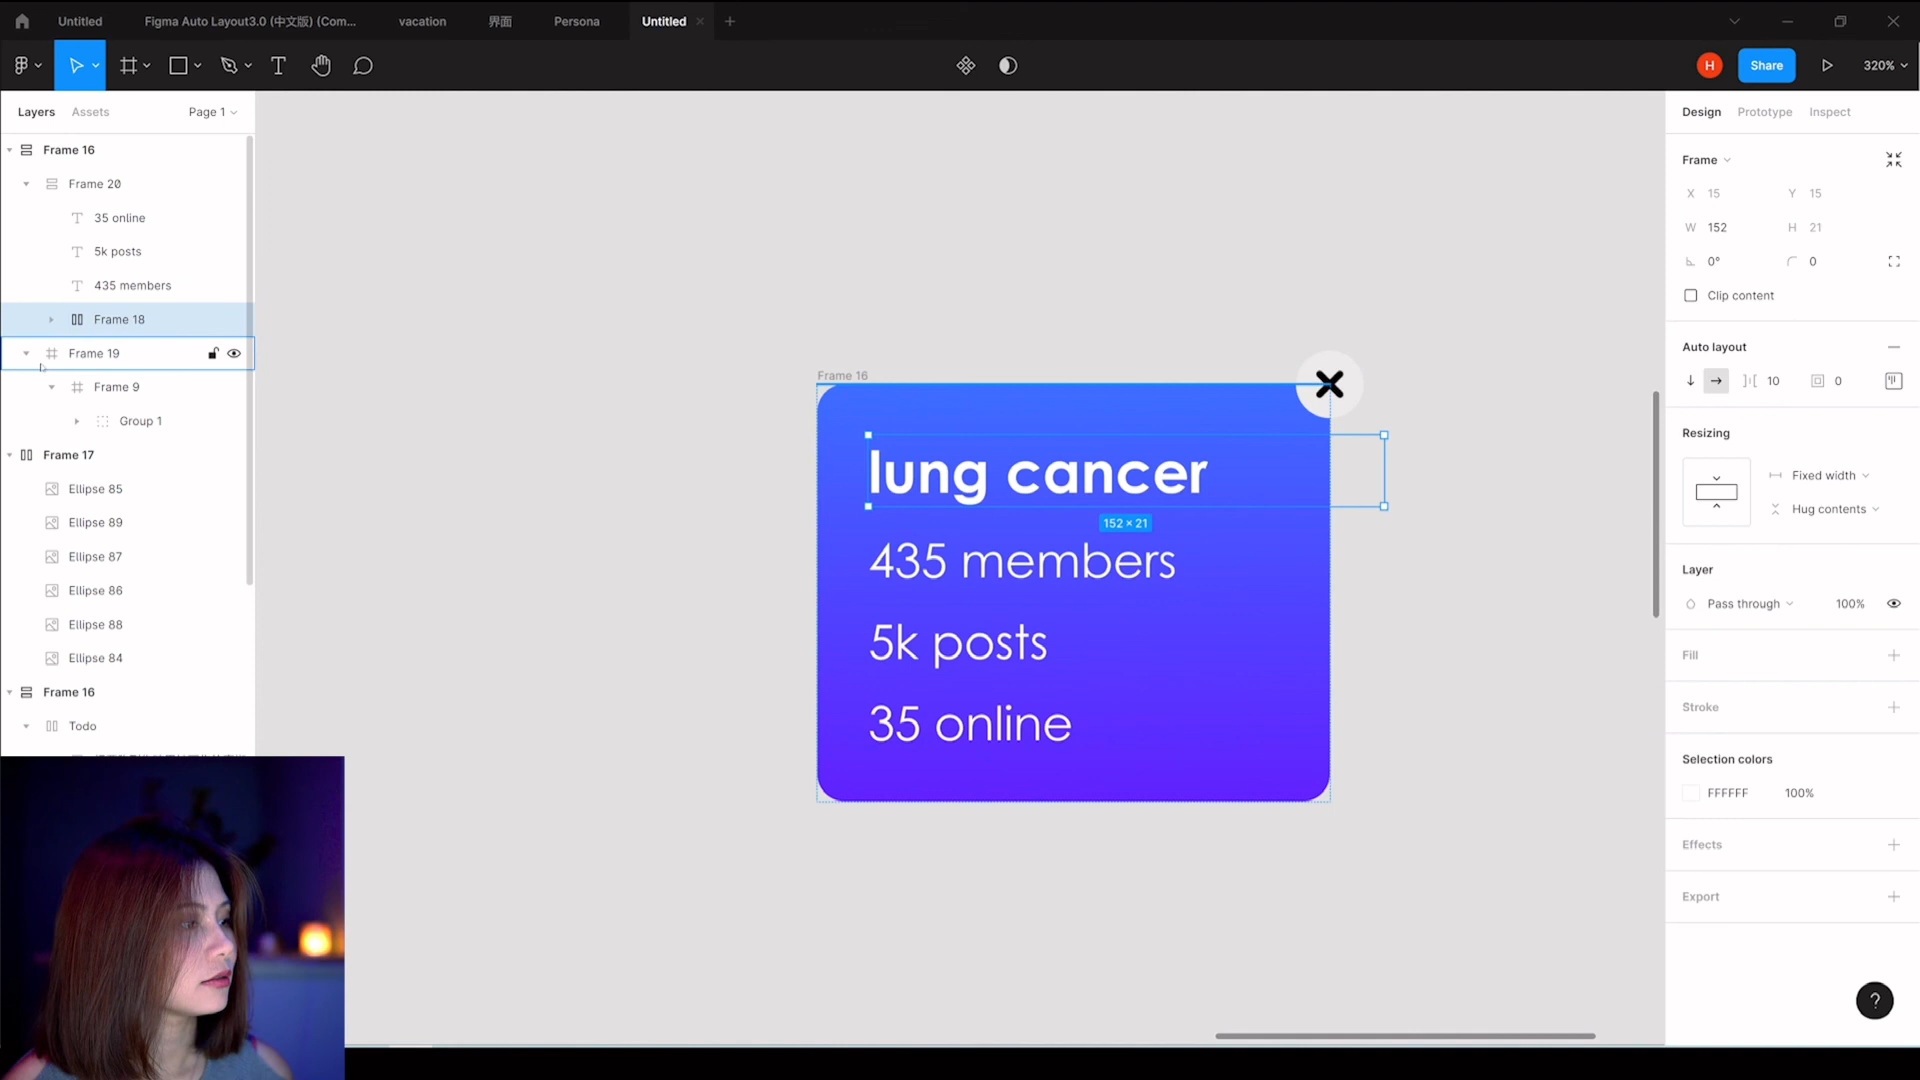 Untitled
Figma Auto Layout3.0 (中文版) (Com...
vacation
界面
Persona
Untitled
H
Share
320%
Layers
Assets
Page 1
Design
Prototype
Inspect
Frame 16
Frame 20
35 online
5k posts
435 members
Frame 18
Frame 19
Frame 9
Group 1
Frame 17
Ellipse 85
Ellipse 89
Ellipse 87
Ellipse 86
Ellipse 88
Ellipse 84
Frame 16
Todo
Frame 16
lung cancer
152 × 21
435 members
5k posts
35 online
Frame
X 15
Y 15
W 152
H 21
0°
0
Clip content
Auto layout
10
0
Resizing
Fixed width
Hug contents
Layer
Pass through
100%
Fill
Stroke
Selection colors
FFFFFF
100%
Effects
Export
?